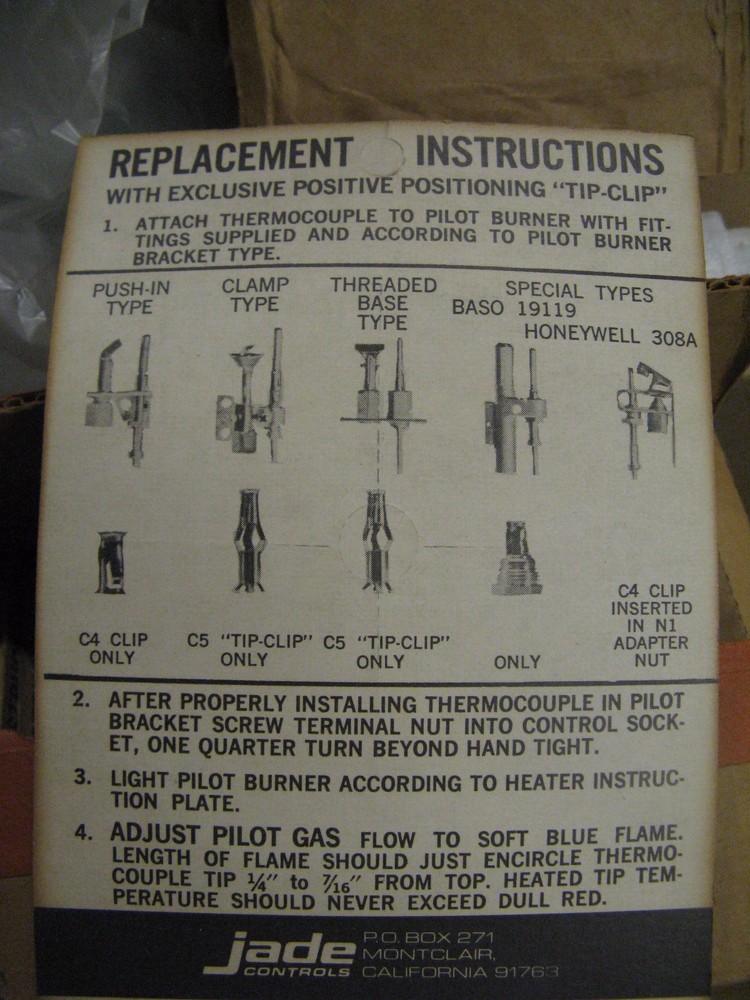 REPLACEMENT INSTRUCTIONS
WITH EXCLUSIVE POSITIVE POSITIONING "TIP-CLIP"
1. ATTACH THERMOCOUPLE TO PILOT BURNER WITH FIT-
TINGS SUPPLIED AND ACCORDING TO PILOT BURNER
BRACKET TYPE.
PUSH-IN
TYPE
CLAMP
TYPE
THREADED
BASE
TYPE
SPECIAL TYPES
BASO 19119
HONEYWELL 308A
C4 CLIP
ONLY
C5 "TIP-CLIP"
ONLY
C5 "TIP-CLIP"
ONLY
ONLY
C4 CLIP
INSERTED
IN N1
ADAPTER
NUT
2. AFTER PROPERLY INSTALLING THERMOCOUPLE IN PILOT
BRACKET SCREW TERMINAL NUT INTO CONTROL SOCK-
ET, ONE QUARTER TURN BEYOND HAND TIGHT.
3. LIGHT PILOT BURNER ACCORDING TO HEATER INSTRUC-
TION PLATE.
4. ADJUST PILOT GAS FLOW TO SOFT BLUE FLAME.
LENGTH OF FLAME SHOULD JUST ENCIRCLE THERMO-
COUPLE TIP 1/4" to 7/16" FROM TOP. HEATED TIP TEM-
PERATURE SHOULD NEVER EXCEED DULL RED.
jade
CONTROLS
P.O. BOX 271
MONTCLAIR,
CALIFORNIA 91763